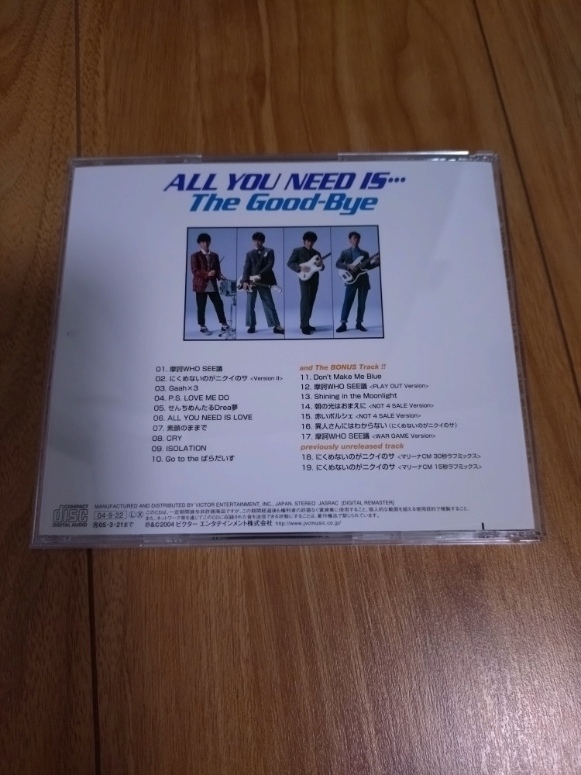 ALL YOU NEED IS…
The Good-Bye
01. 摩訶WHO SEE議
02. にくめないのがニクイのサ <Version II>
03. Gaah×3
04. P.S. LOVE ME DO
05. せんちめんたるDrea夢
06. ALL YOU NEED IS LOVE
07. 素顔のままで
08. CRY
09. ISOLATION
10. Go to the ぱらだいす
and The BONUS Track !!
11. Don't Make Me Blue
12. 摩訶WHO SEE議 <PLAY OUT Version>
13. Shining in the Moonlight
14. 朝の光はおまえに <NOT 4 SALE Version>
15. 赤いポルシェ <NOT 4 SALE Version>
16. 異人さんにはわからない (にくめないのがニクイのサ)
17. 摩訶WHO SEE議 <WAR GAME Version>
previously unreleased track
18. にくめないのがニクイのサ <マリーナCM 30秒ラフミックス>
19. にくめないのがニクイのサ <マリーナCM 15秒ラフミックス>
COMPACT
DISC
DIGITAL AUDIO
04・9・22
MANUFACTURED AND DISTRIBUTED BY VICTOR ENTERTAINMENT, INC., JAPAN. STEREO JASRAC [DIGITAL REMASTER]
℗&©2004 ビクター エンタテインメント株式会社 http://www.jvcmusic.co.jp/